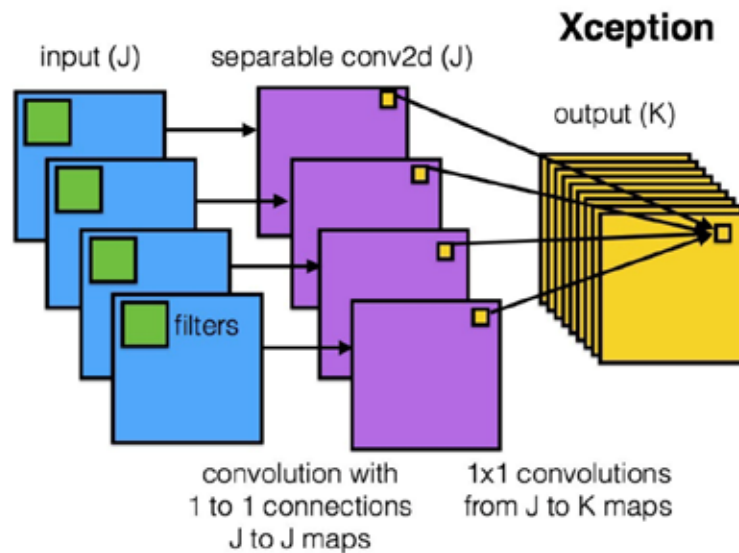 Xception
input (J)
separable conv2d (J)
output (K)
filters
convolution with
1 to 1 connections
J to J maps
1x1 convolutions
from J to K maps